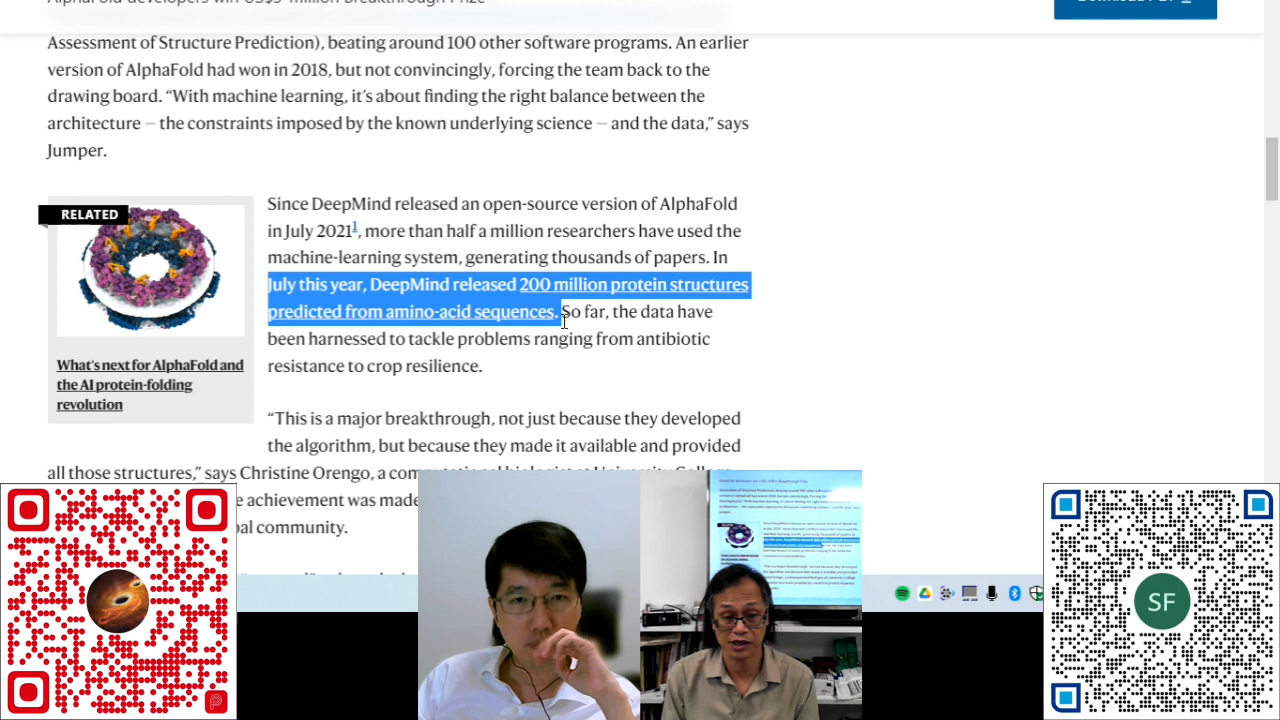 Assessment of Structure Prediction), beating around 100 other software programs. An earlier
version of AlphaFold had won in 2018, but not convincingly, forcing the team back to the
drawing board. “With machine learning, it’s about finding the right balance between the
architecture — the constraints imposed by the known underlying science — and the data,” says
Jumper.
RELATED
What’s next for AlphaFold and
the AI protein-folding
revolution
Since DeepMind released an open-source version of AlphaFold
in July 2021¹, more than half a million researchers have used the
machine-learning system, generating thousands of papers. In
July this year, DeepMind released 200 million protein structures
predicted from amino-acid sequences. So far, the data have
been harnessed to tackle problems ranging from antibiotic
resistance to crop resilience.
“This is a major breakthrough, not just because they developed
the algorithm, but because they made it available and provided
all those structures,” says Christine Orengo, a
achievement was made
community.
SF